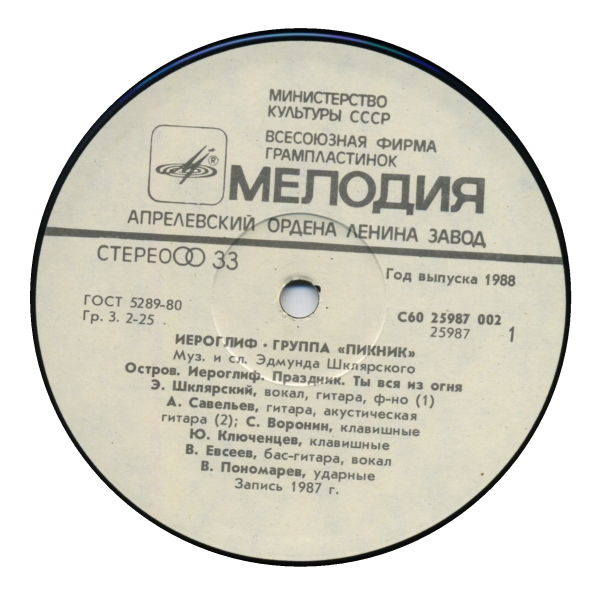 МИНИСТЕРСТВО
КУЛЬТУРЫ СССР
ВСЕСОЮЗНАЯ ФИРМА
ГРАМПЛАСТИНОК
®
МЕЛОДИЯ
АПРЕЛЕВСКИЙ ОРДЕНА ЛЕНИНА ЗАВОД
СТЕРЕО 33
Год выпуска 1988
ГОСТ 5289-80
Гр. 3. 2-25
С60 25987 002
25987 1
ИЕРОГЛИФ · ГРУППА «ПИКНИК»
Муз. и сл. Эдмунда Шклярского
Остров. Иероглиф. Праздник. Ты вся из огня
Э. Шклярский, вокал, гитара, ф-но (1)
А. Савельев, гитара, акустическая
гитара (2); С. Воронин, клавишные
Ю. Ключенцев, клавишные
В. Евсеев, бас-гитара, вокал
В. Пономарев, ударные
Запись 1987 г.